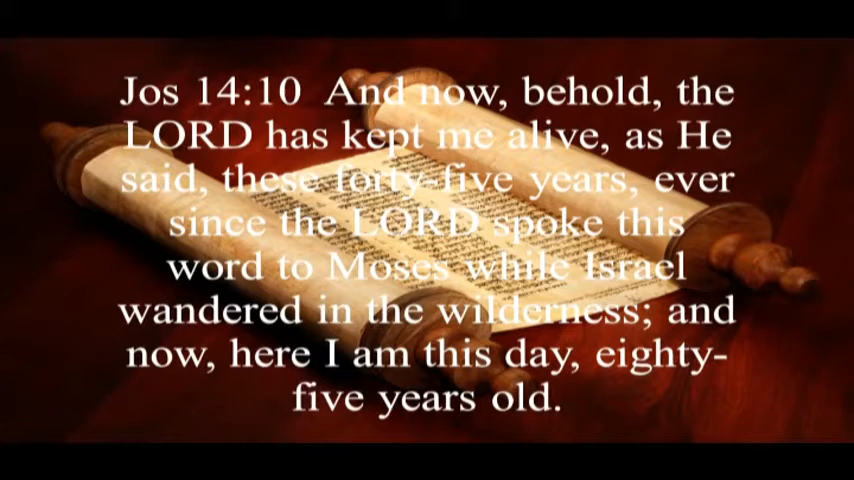 Jos 14:10 And now, behold, the
LORD has kept me alive, as He
said, these forty-five years, ever
since the LORD spoke this
word to Moses while Israel
wandered in the wilderness; and
now, here I am this day, eighty-
five years old.